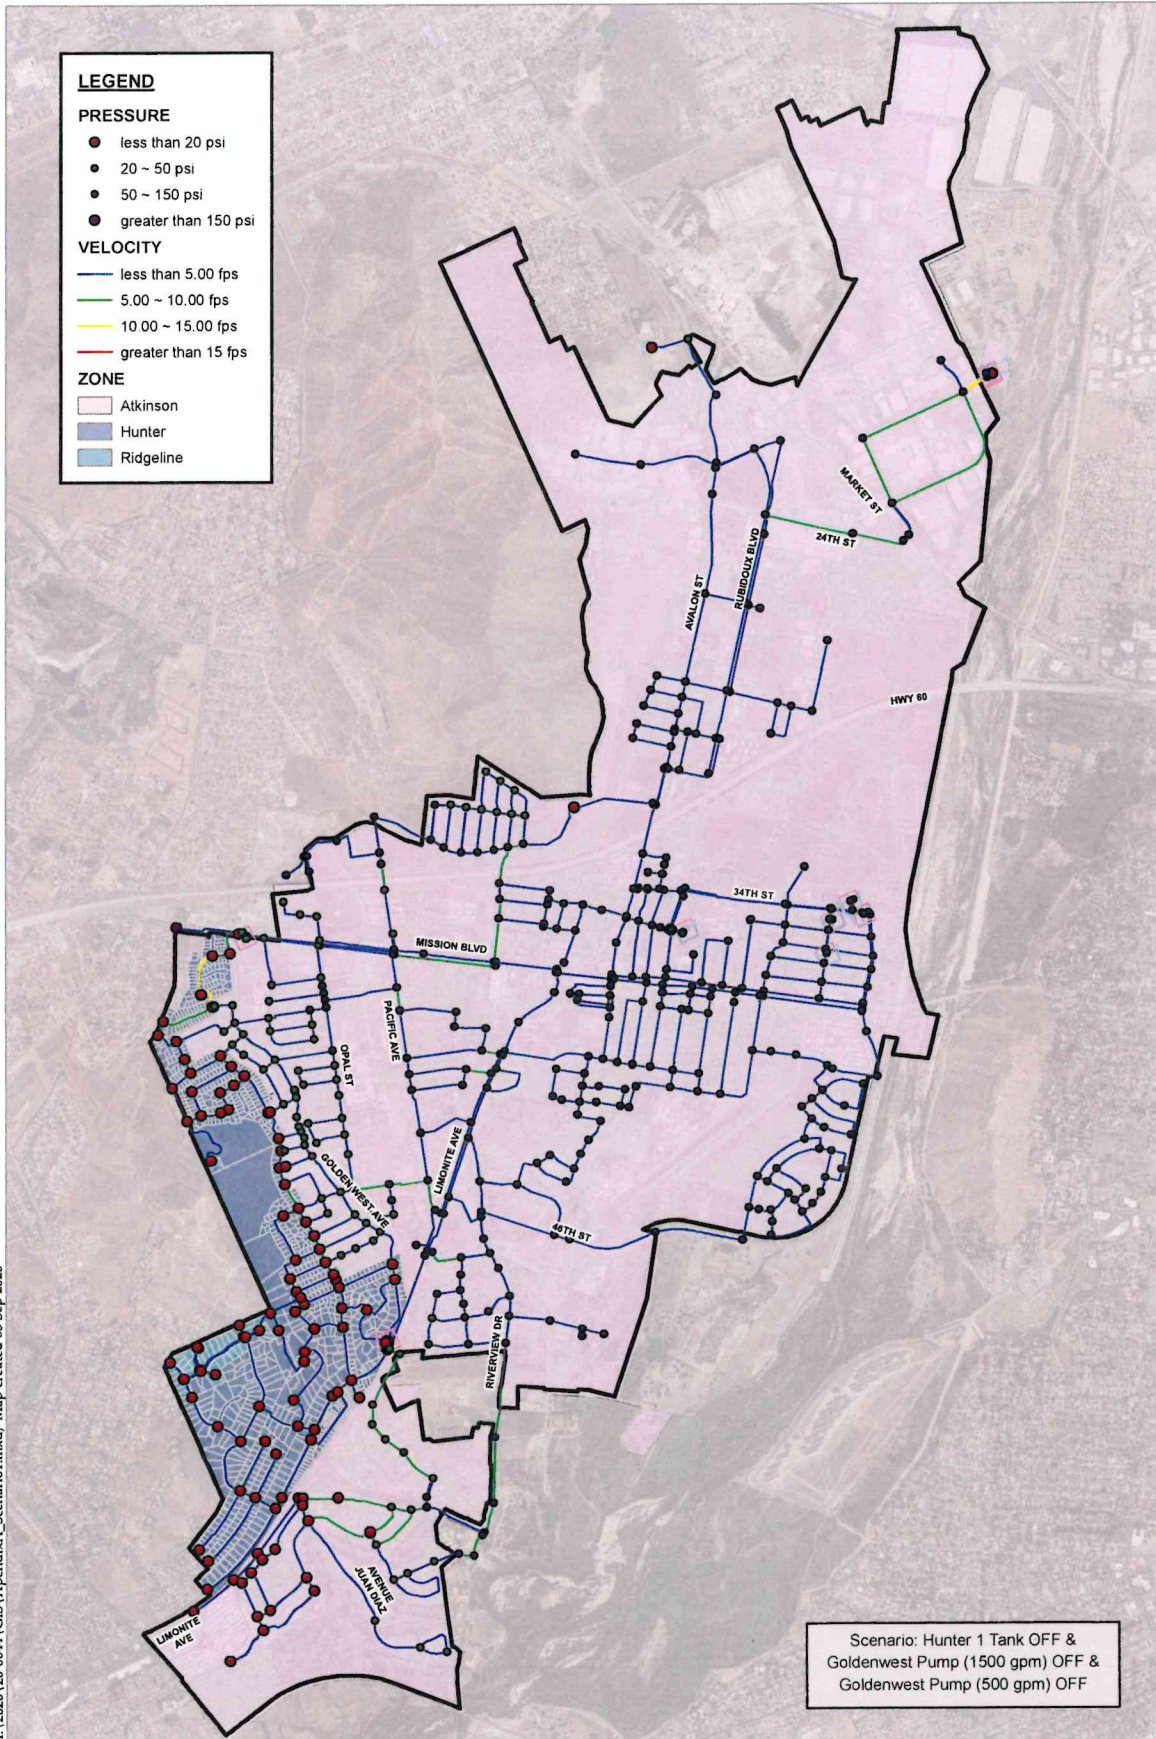 LEGEND
PRESSURE
less than 20 psi
20 ~ 50 psi
50 ~ 150 psi
greater than 150 psi
VELOCITY
less than 5.00 fps
5.00 ~ 10.00 fps
10.00 ~ 15.00 fps
greater than 15 fps
ZONE
Atkinson
Hunter
Ridgeline
MARKET ST
24TH ST
RUBIDOUX BLVD
AVALON ST
HWY 60
34TH ST
MISSION BLVD
PACIFIC AVE
OPAL ST
LIMONITE AVE
GOLDEN WEST AVE
46TH ST
RIVERVIEW DR
AVENUE
JUAN DIAZ
LIMONITE
AVE
Scenario: Hunter 1 Tank OFF &
Goldenwest Pump (1500 gpm) OFF &
Goldenwest Pump (500 gpm) OFF